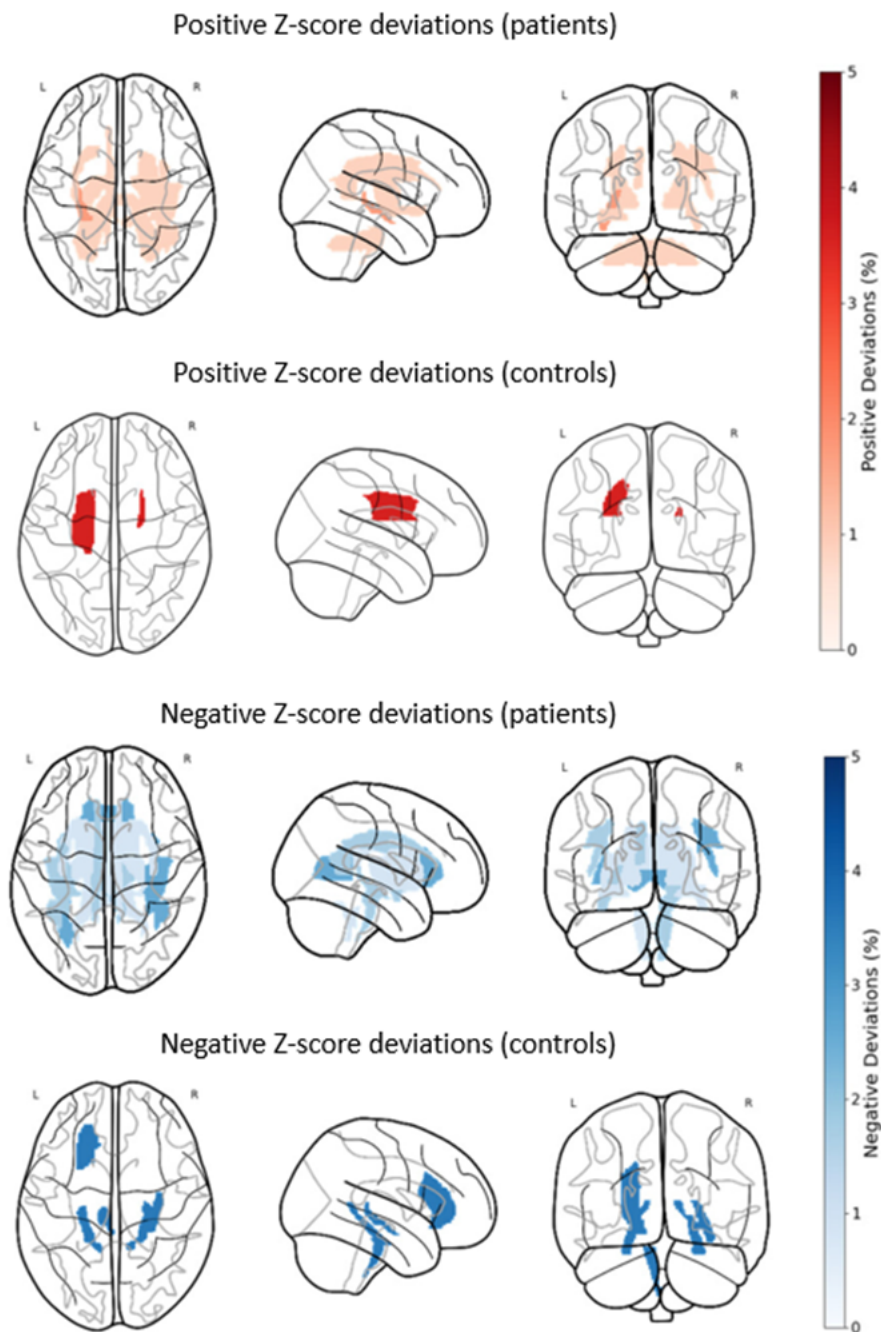 Positive Z-score deviations (patients)
L R L R
Positive Z-score deviations (controls)
L R L R
5
4
3
2
1
0
Positive Deviations (%)
Negative Z-score deviations (patients)
L R L R
Negative Z-score deviations (controls)
L R L R
5
4
3
2
1
0
Negative Deviations (%)